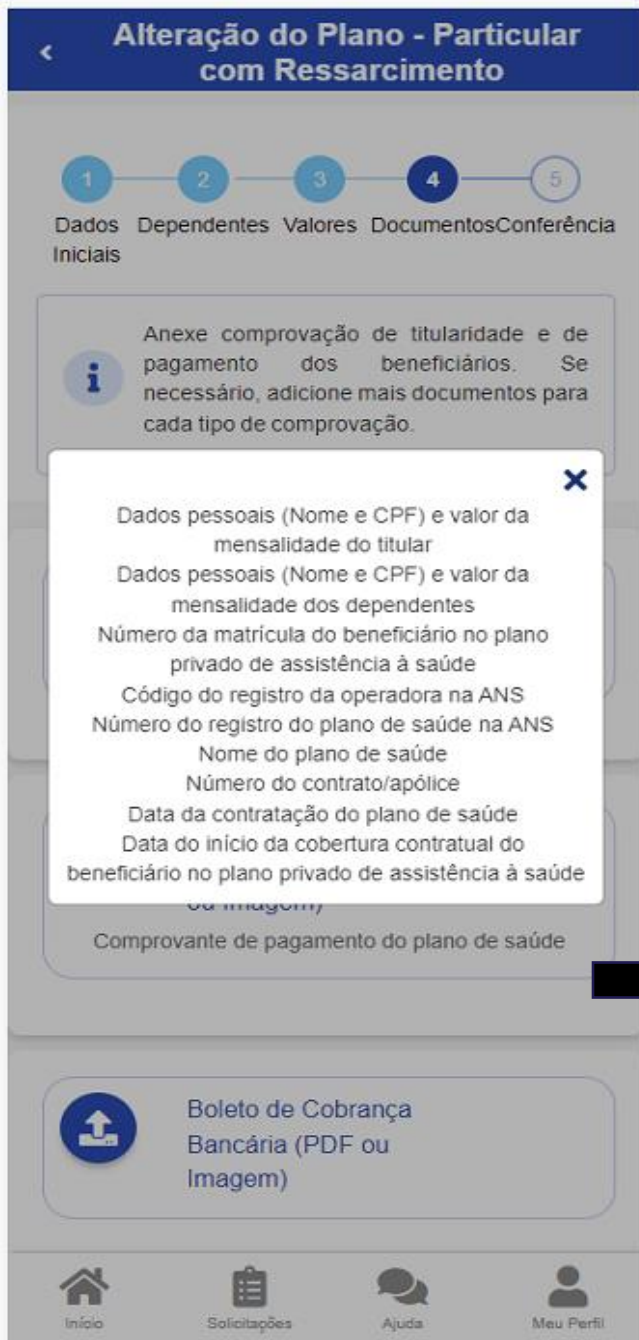 Alteração do Plano - Particular
com Ressarcimento
1
2
3
4
5
Dados
Iniciais
Dependentes
Valores
Documentos
Conferência
Anexe comprovação de titularidade e de
pagamento dos beneficiários. Se
necessário, adicione mais documentos para
cada tipo de comprovação.
Dados pessoais (Nome e CPF) e valor da
mensalidade do titular
Dados pessoais (Nome e CPF) e valor da
mensalidade dos dependentes
Número da matrícula do beneficiário no plano
privado de assistência à saúde
Código do registro da operadora na ANS
Número do registro do plano de saúde na ANS
Nome do plano de saúde
Número do contrato/apólice
Data da contratação do plano de saúde
Data do início da cobertura contratual do
beneficiário no plano privado de assistência à saúde
ou Imagem)
Comprovante de pagamento do plano de saúde
Boleto de Cobrança
Bancária (PDF ou
Imagem)
Início
Solicitações
Ajuda
Meu Perfil